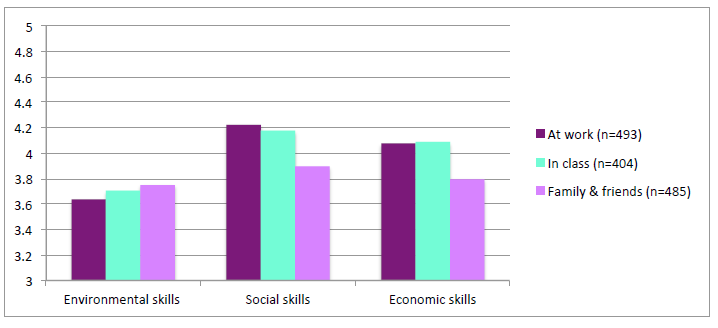 5
4.8
4.6
4.4
4.2
4
3.8
3.6
3.4
3.2
3
Environmental skills
Social skills
Economic skills
At work (n=493)
In class (n=404)
Family & friends (n=485)